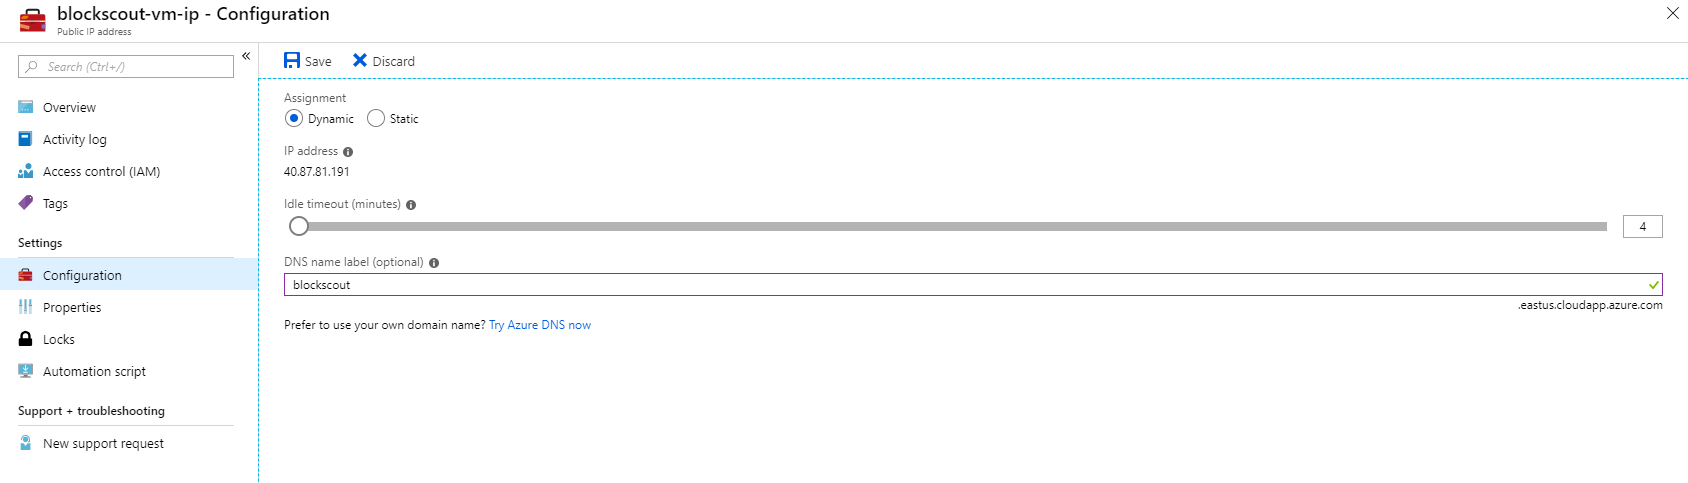 blockscout-vm-ip - Configuration
Public IP address
Search (Ctrl+/)
«
Overview
Activity log
Access control (IAM)
Tags
Settings
Configuration
Properties
Locks
Automation script
Support + troubleshooting
New support request
Save Discard
Assignment
Dynamic Static
IP address
40.87.81.191
Idle timeout (minutes)
4
DNS name label (optional)
blockscout
.eastus.cloudapp.azure.com
Prefer to use your own domain name? Try Azure DNS now